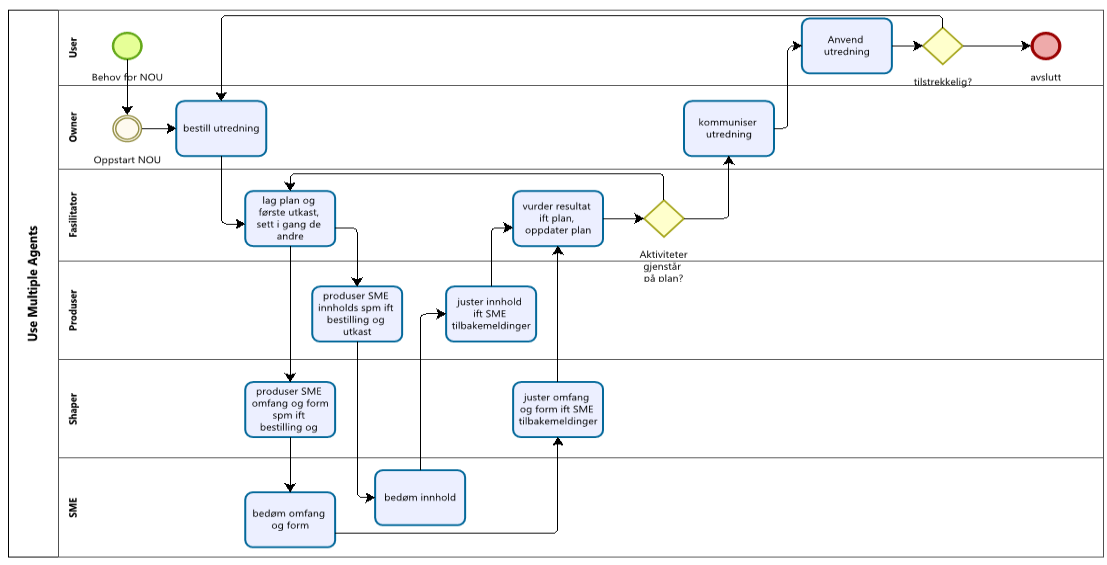 Use Multiple Agents
User
Behov for NOU
Anvend
utredning
tilstrekkelig?
avslutt
Owner
Oppstart NOU
bestill utredning
kommuniser
utredning
Fasilitator
lag plan og
første utkast,
sett i gang de
andre
vurder resultat
ift plan,
oppdater plan
Aktiviteter
gjenstår
på plan?
Produser
produser SME
innholds spm ift
bestilling og
utkast
juster innhold
ift SME
tilbakemeldinger
Shaper
produser SME
omfang og form
spm ift
bestilling og
juster omfang
og form ift SME
tilbakemeldinger
SME
bedøm omfang
og form
bedøm innhold